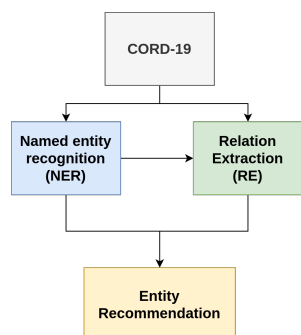 CORD-19
Named entity
recognition
(NER)
Relation
Extraction
(RE)
Entity
Recommendation